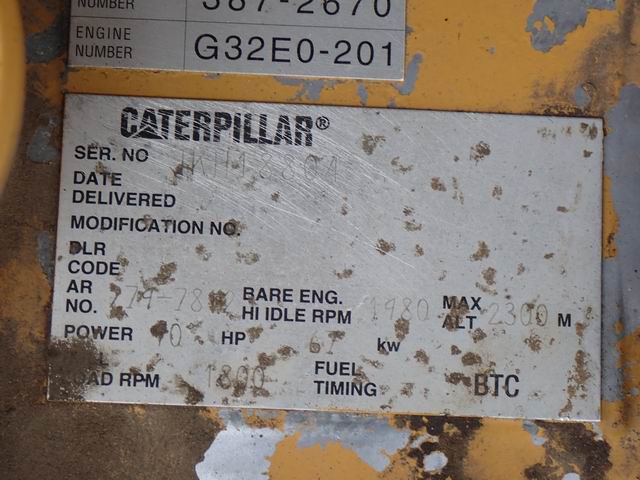 NUMBER 387-2670
ENGINE NUMBER G32E0-201
CATERPILLAR®
SER. NO
DATE DELIVERED
MODIFICATION NO.
DLR CODE
AR NO. BARE ENG. HI IDLE RPM 1980 MAX ALT 2300 M
POWER HP kw
LOAD RPM 1800 FUEL TIMING BTC